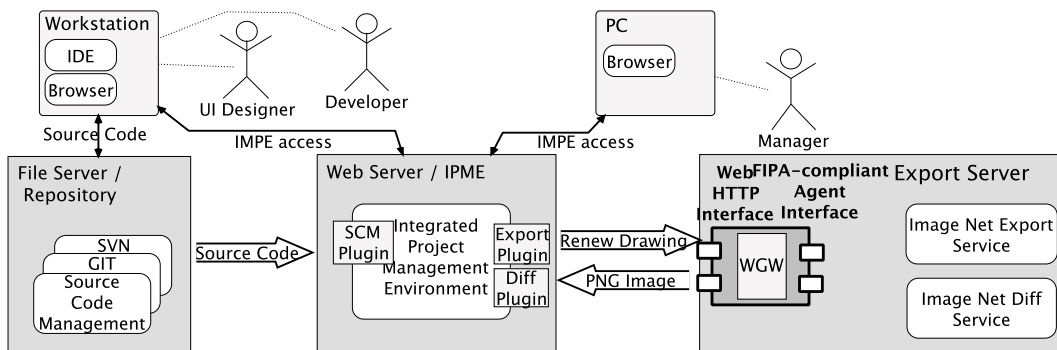 Workstation
IDE
Browser
UI Designer
Developer
PC
Browser
Manager
Source Code
IMPE access
IMPE access
File Server /
Repository
SVN
GIT
Source
Code
Management
Source Code
Web Server / IPME
SCM
Plugin
Integrated
Project
Management
Environment
Export
Plugin
Diff
Plugin
Renew Drawing
PNG Image
Web
HTTP
Interface
FIPA-compliant
Agent
Interface
WGW
Export Server
Image Net Export
Service
Image Net Diff
Service